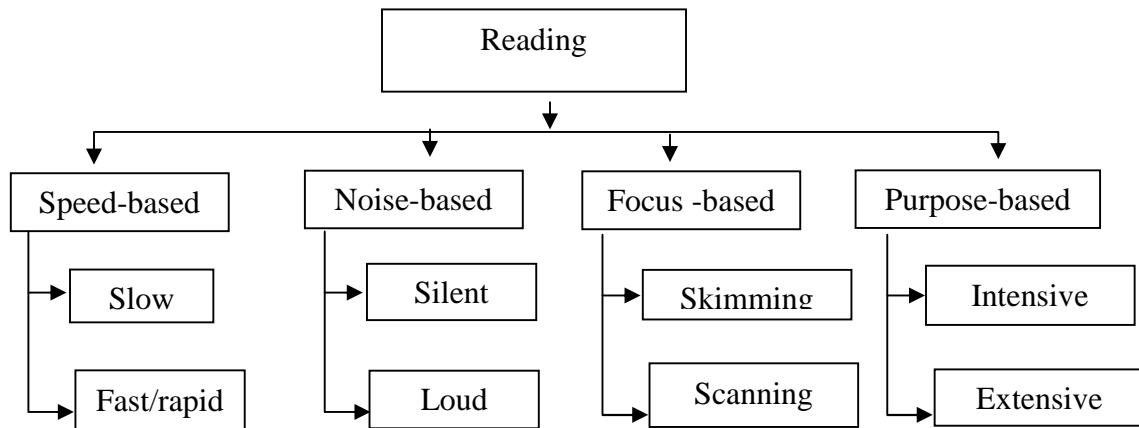 Reading
Speed-based
Noise-based
Focus -based
Purpose-based
Slow
Silent
Skimming
Intensive
Fast/rapid
Loud
Scanning
Extensive